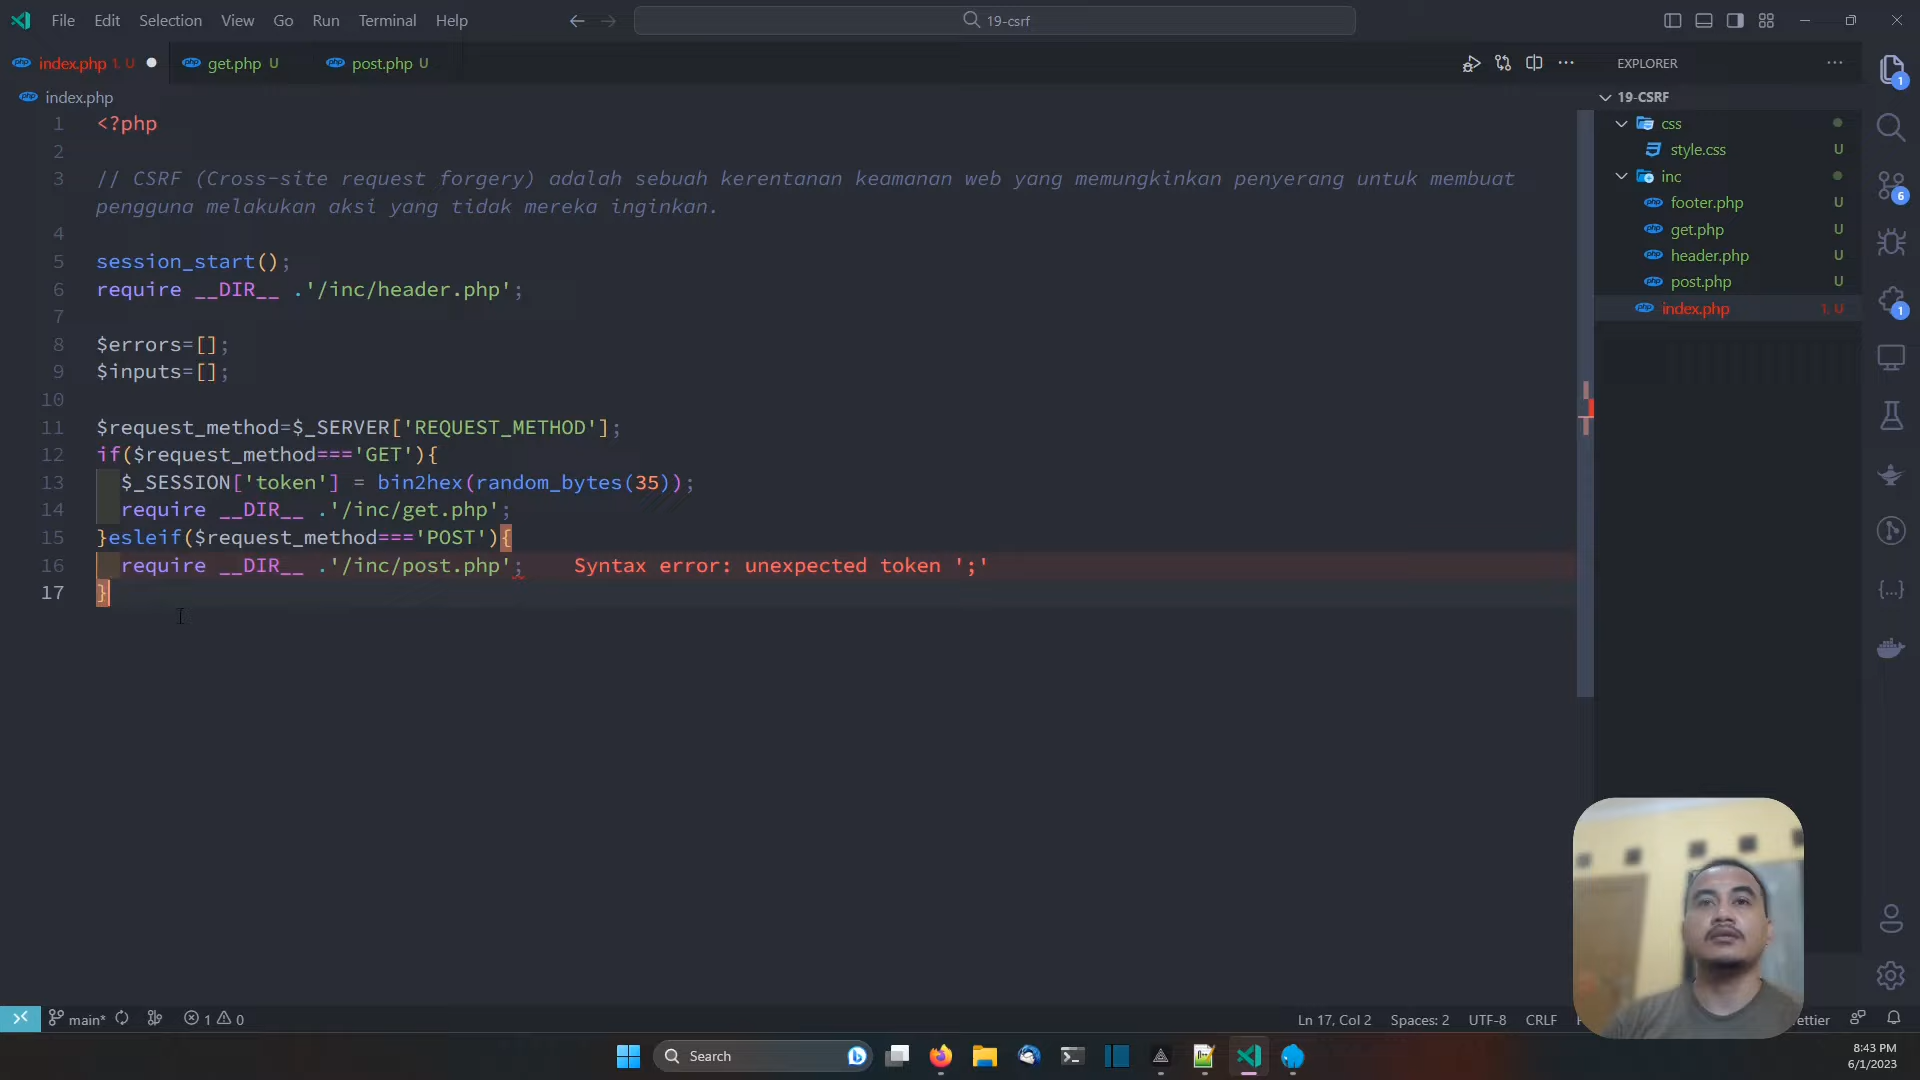 File Edit Selection View Go Run Terminal Help
19-csrf
index.php 1, U
get.php U
post.php U
EXPLORER
index.php
1 <?php
2
3 // CSRF (Cross-site request forgery) adalah sebuah kerentanan keamanan web yang memungkinkan penyerang untuk membuat
pengguna melakukan aksi yang tidak mereka inginkan.
4
5 session_start();
6 require __DIR__ .'/inc/header.php';
7
8 $errors=[];
9 $inputs=[];
10
11 $request_method=$_SERVER['REQUEST_METHOD'];
12 if($request_method==='GET'){
13 $_SESSION['token'] = bin2hex(random_bytes(35));
14 require __DIR__ .'/inc/get.php';
15 }esleif($request_method==='POST'){
16 require __DIR__ .'/inc/post.php'; Syntax error: unexpected token ';'
17 }
19-CSRF
css
style.css U
inc
footer.php U
get.php U
header.php U
post.php U
index.php 1, U
1
6
1
main*
1
0
Ln 17, Col 2
Spaces: 2
UTF-8
CRLF
Search
8:43 PM
6/1/2023